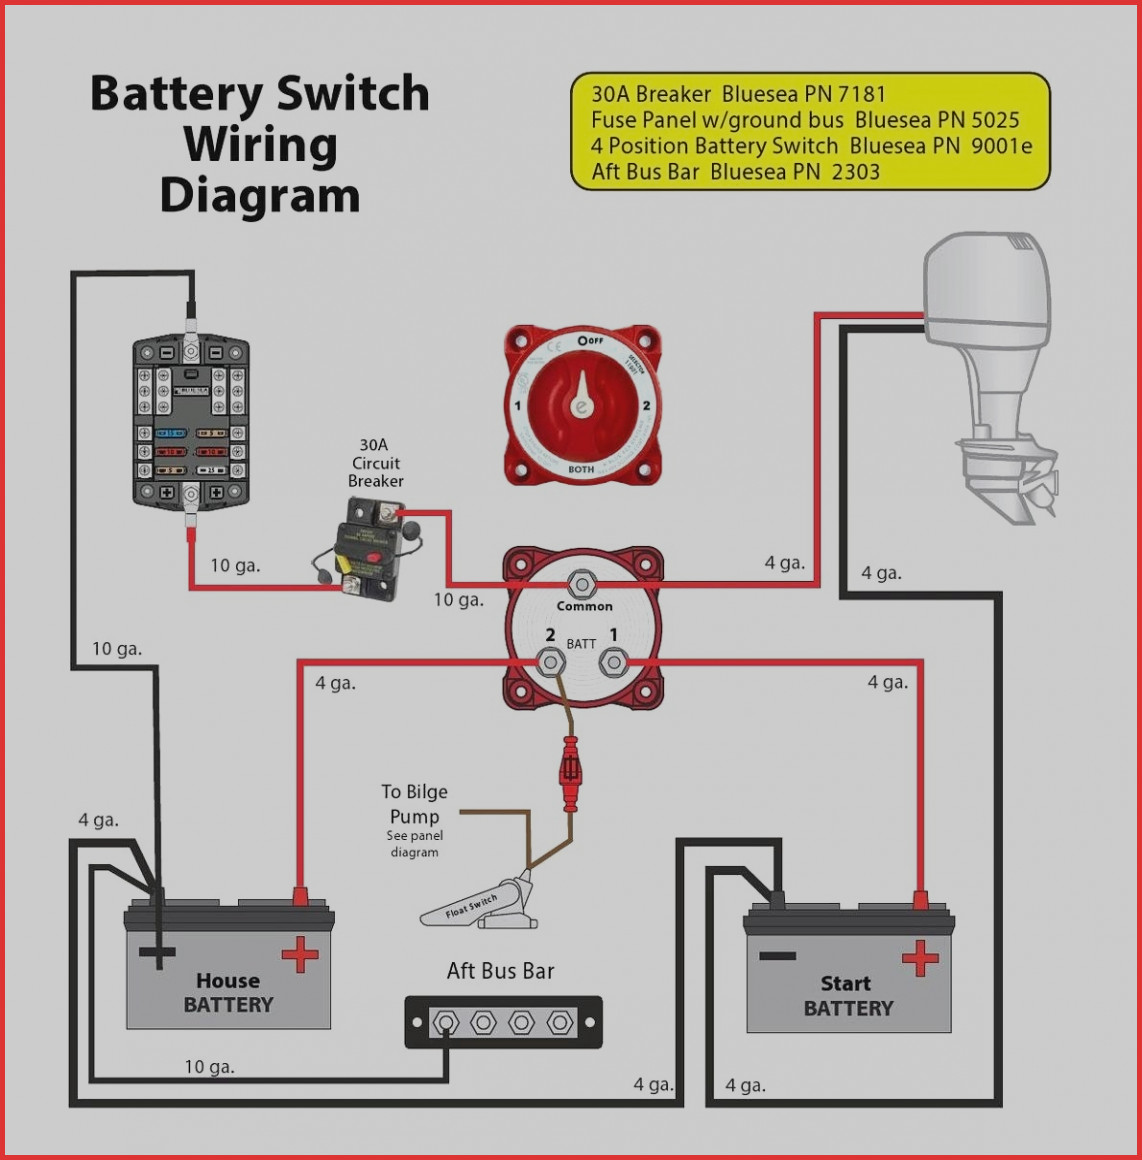 Battery Switch
Wiring
Diagram
30A Breaker Bluesea PN 7181
Fuse Panel w/ground bus Bluesea PN 5025
4 Position Battery Switch Bluesea PN 9001e
Aft Bus Bar Bluesea PN 2303
OFF
1
2
BOTH
30A
Circuit
Breaker
10 ga.
10 ga.
4 ga.
4 ga.
Common
2
BATT
1
10 ga.
4 ga.
4 ga.
To Bilge
Pump
See panel
diagram
4 ga.
Float Switch
Aft Bus Bar
House
BATTERY
Start
BATTERY
10 ga.
4 ga.
4 ga.